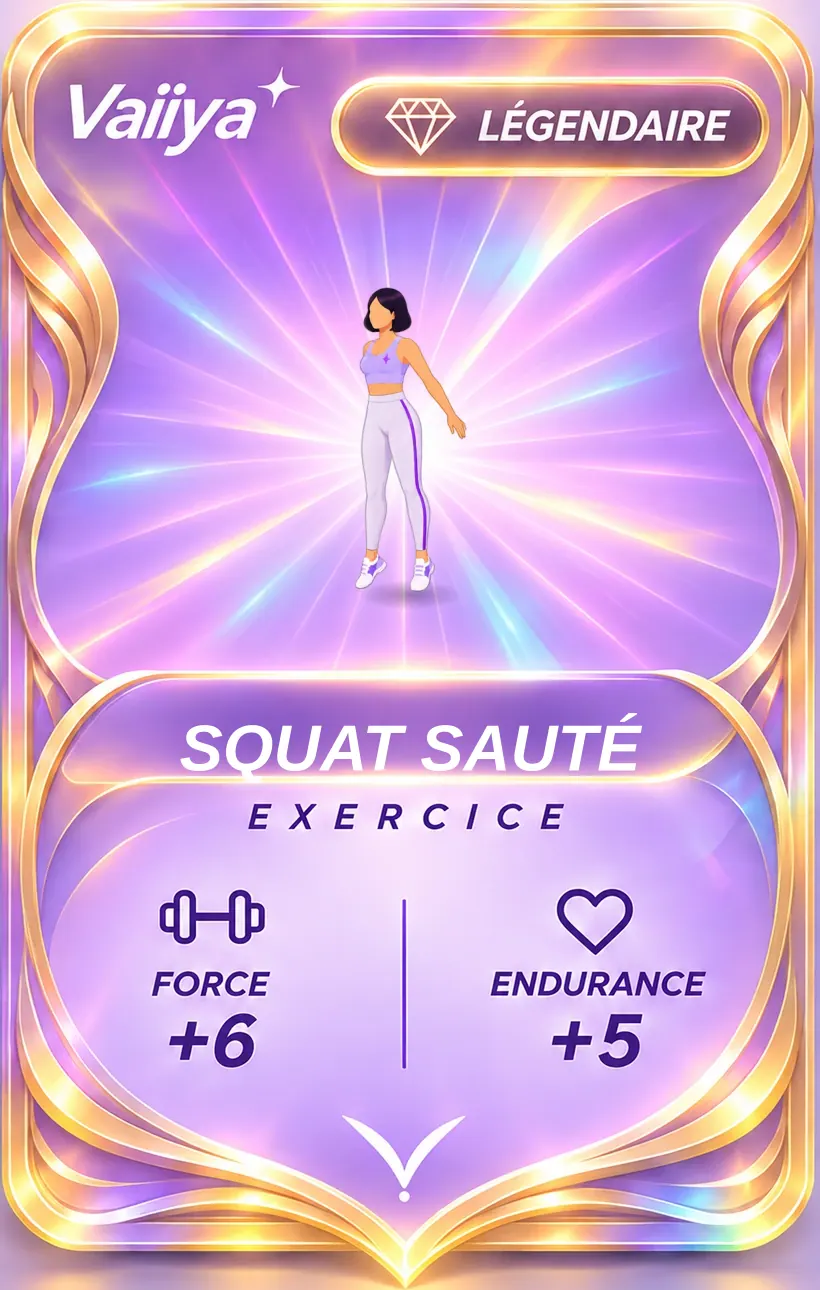 Vaiiya
LÉGENDAIRE
SQUAT SAUTÉ
EXERCICE
FORCE
+6
ENDURANCE
+5